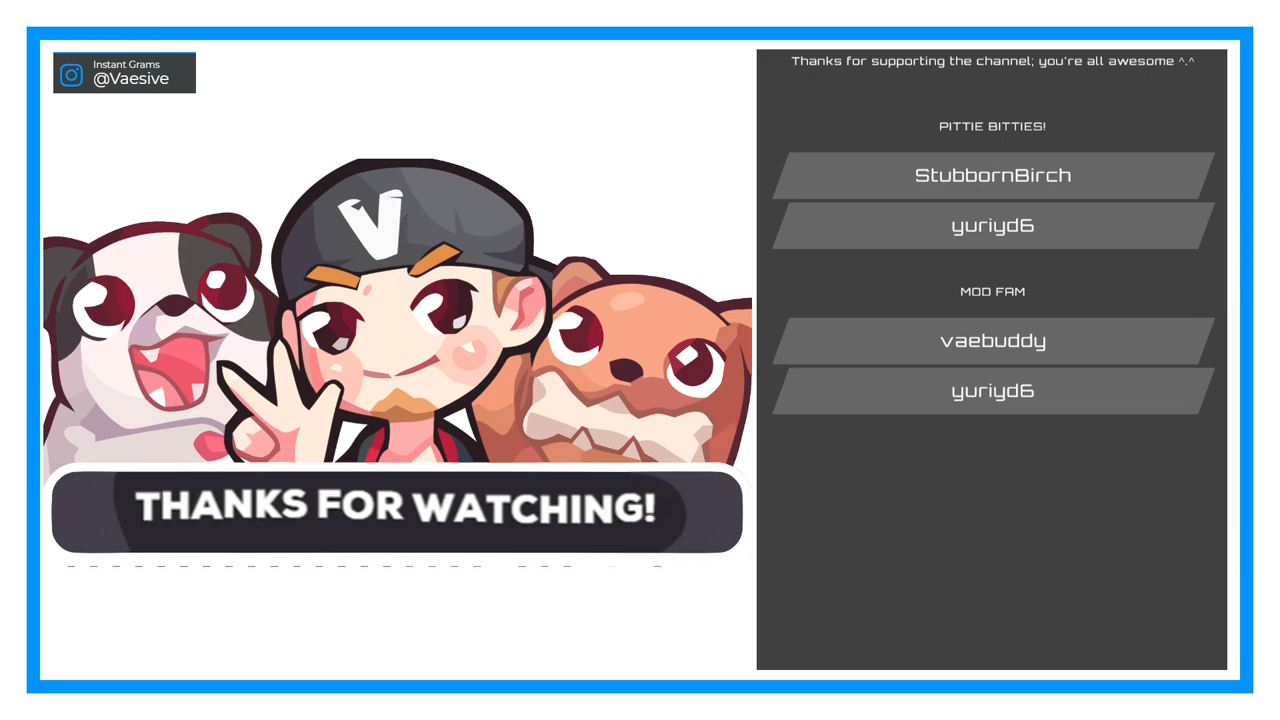 Instant Grams
@Vaesive
V
THANKS FOR WATCHING!
Thanks for supporting the channel; you're all awesome ^.^
PITTIE BITTIES!
StubbornBirch
yuriyd6
MOD FAM
vaebuddy
yuriyd6